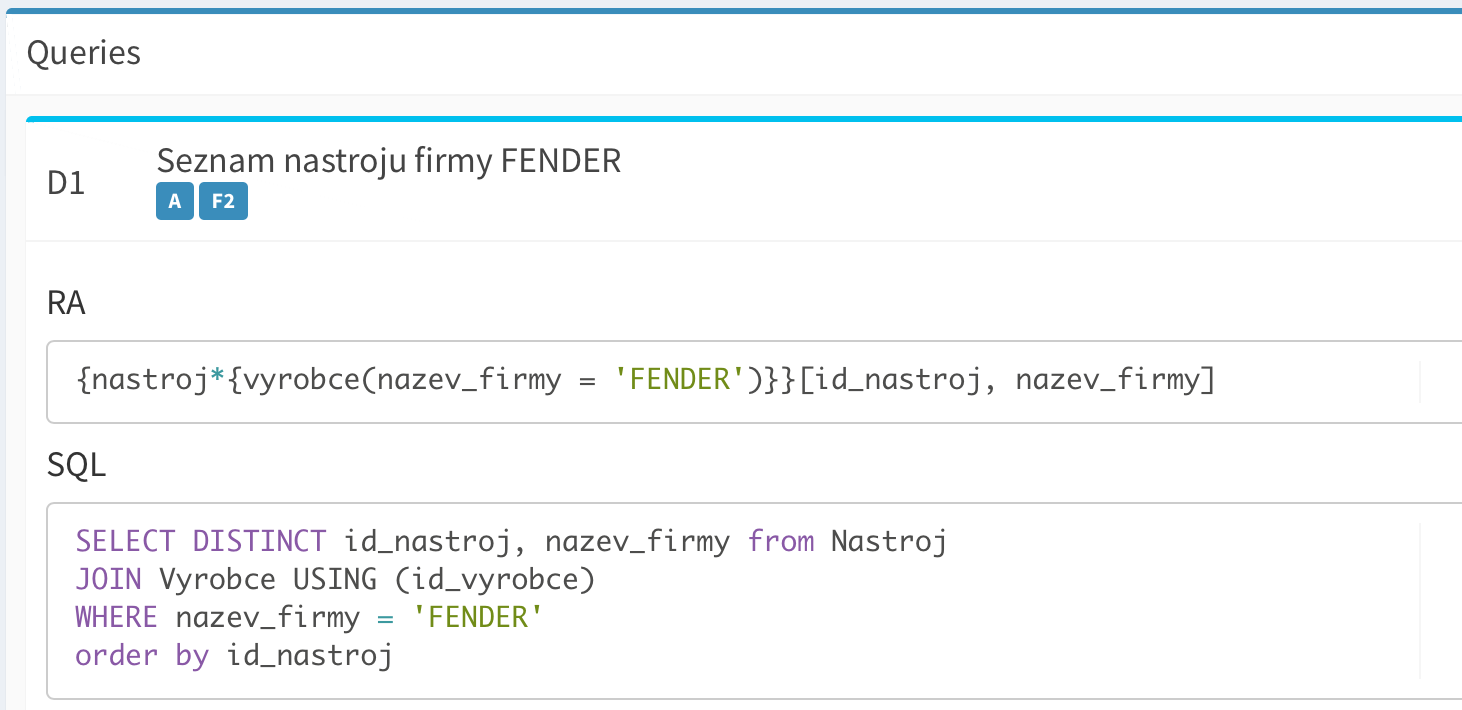 Queries
D1
Seznam nastroju firmy FENDER
A F2
RA
{nastroj*{vyrobce(nazev_firmy = 'FENDER')}}[id_nastroj, nazev_firmy]
SQL
SELECT DISTINCT id_nastroj, nazev_firmy from Nastroj
JOIN Vyrobce USING (id_vyrobce)
WHERE nazev_firmy = 'FENDER'
order by id_nastroj